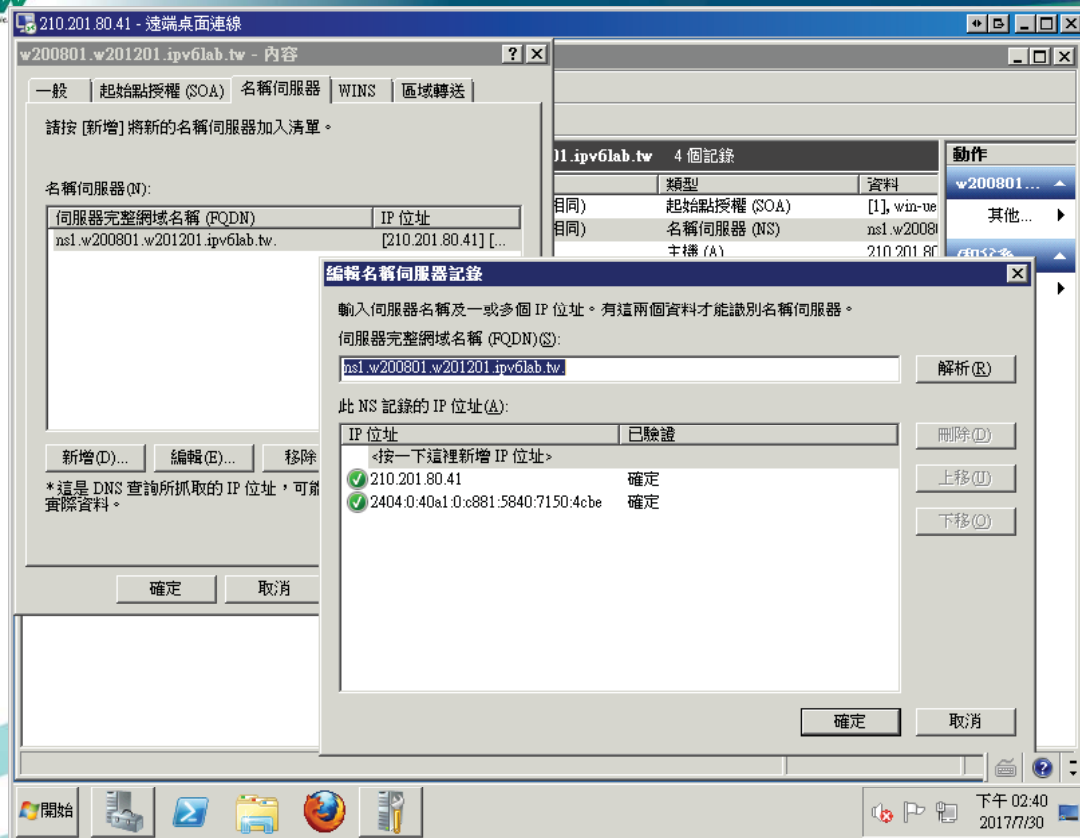 210.201.80.41 - 遠端桌面連線
w200801.w201201.ipv6lab.tw - 內容
一般
起始點授權 (SOA)
名稱伺服器
WINS
區域轉送
請按 [新增] 將新的名稱伺服器加入清單。
名稱伺服器(N):
伺服器完整網域名稱 (FQDN)
IP 位址
ns1.w200801.w201201.ipv6lab.tw.
[210.201.80.41] [...
新增(D)...
編輯(E)...
移除
*這是 DNS 查詢所抓取的 IP 位址，可能
實際資料。
確定
取消
01.ipv6lab.tw 4 個記錄
類型
資料
相同)
起始點授權 (SOA)
[1], win-ue
相同)
名稱伺服器 (NS)
ns1.w2008
主機 (A)
210.201.80
動作
w200801...
其他...
編輯名稱伺服器記錄
輸入伺服器名稱及一或多個 IP 位址。有這兩個資料才能識別名稱伺服器。
伺服器完整網域名稱 (FQDN)(S):
ns1.w200801.w201201.ipv6lab.tw.
解析(R)
此 NS 記錄的 IP 位址(A):
IP 位址
已驗證
<按一下這裡新增 IP 位址>
210.201.80.41
確定
2404:0:40a1:0:c881:5840:7150:4cbe
確定
刪除(D)
上移(U)
下移(O)
確定
取消
開始
下午 02:40
2017/7/30